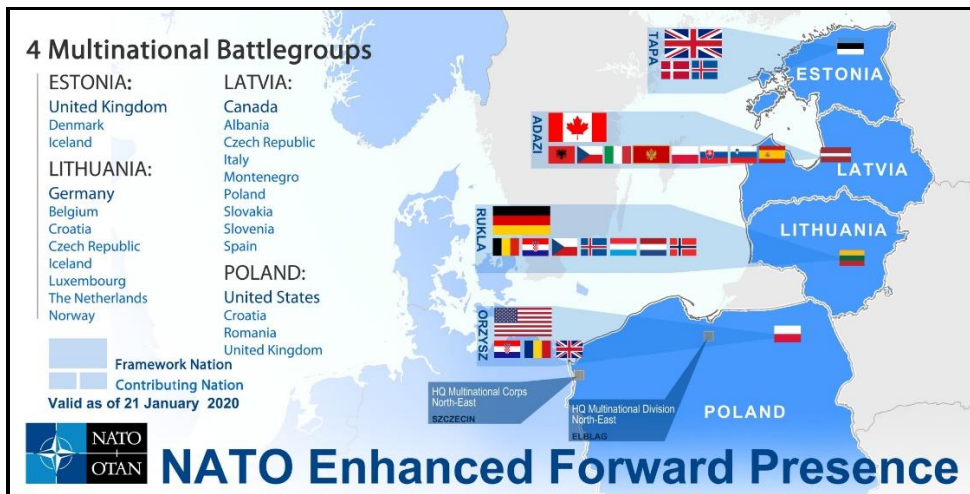 4 Multinational Battlegroups
ESTONIA:
United Kingdom
Denmark
Iceland
LITHUANIA:
Germany
Belgium
Croatia
Czech Republic
Iceland
Luxembourg
The Netherlands
Norway
LATVIA:
Canada
Albania
Czech Republic
Italy
Montenegro
Poland
Slovakia
Slovenia
Spain
POLAND:
United States
Croatia
Romania
United Kingdom
Framework Nation
Contributing Nation
Valid as of 21 January 2020
TAPA
ESTONIA
ADAZI
LATVIA
RUKLA
LITHUANIA
ORZYSZ
HQ Multinational Corps
North-East
SZCZECIN
HQ Multinational Division
North-East
ELBLAG
POLAND
NATO
OTAN
NATO Enhanced Forward Presence